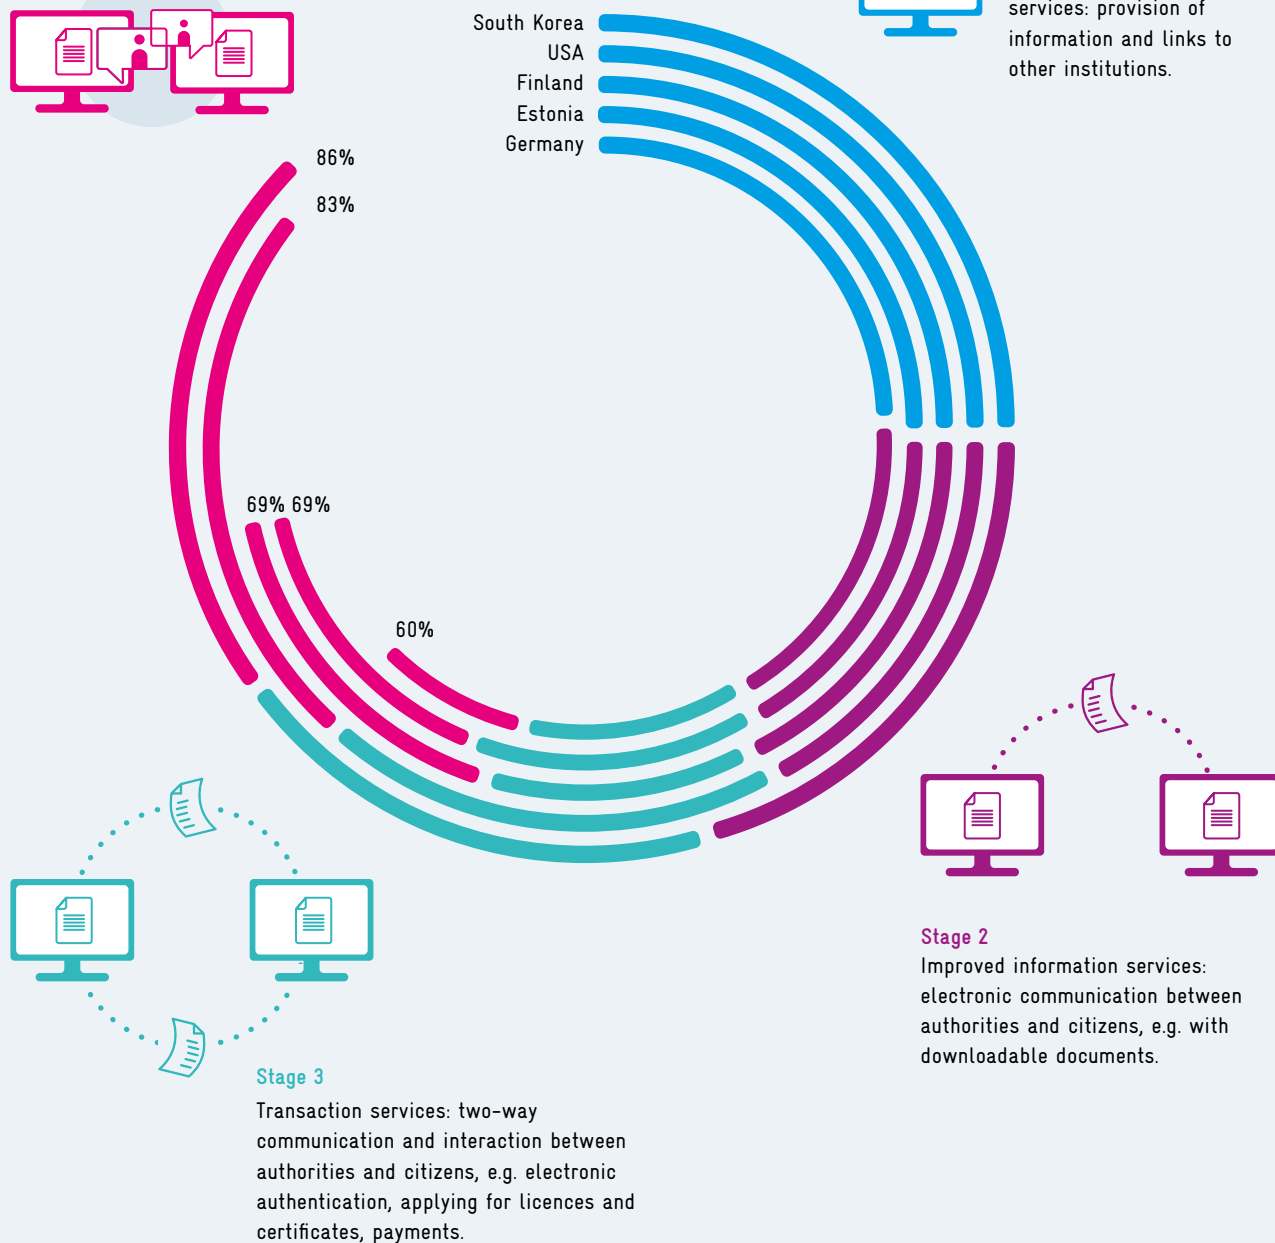 services: provision of
information and links to
other institutions.
South Korea
USA
Finland
Estonia
Germany
86%
83%
69% 69%
60%
Stage 2
Improved information services:
electronic communication between
authorities and citizens, e.g. with
downloadable documents.
Stage 3
Transaction services: two-way
communication and interaction between
authorities and citizens, e.g. electronic
authentication, applying for licences and
certificates, payments.